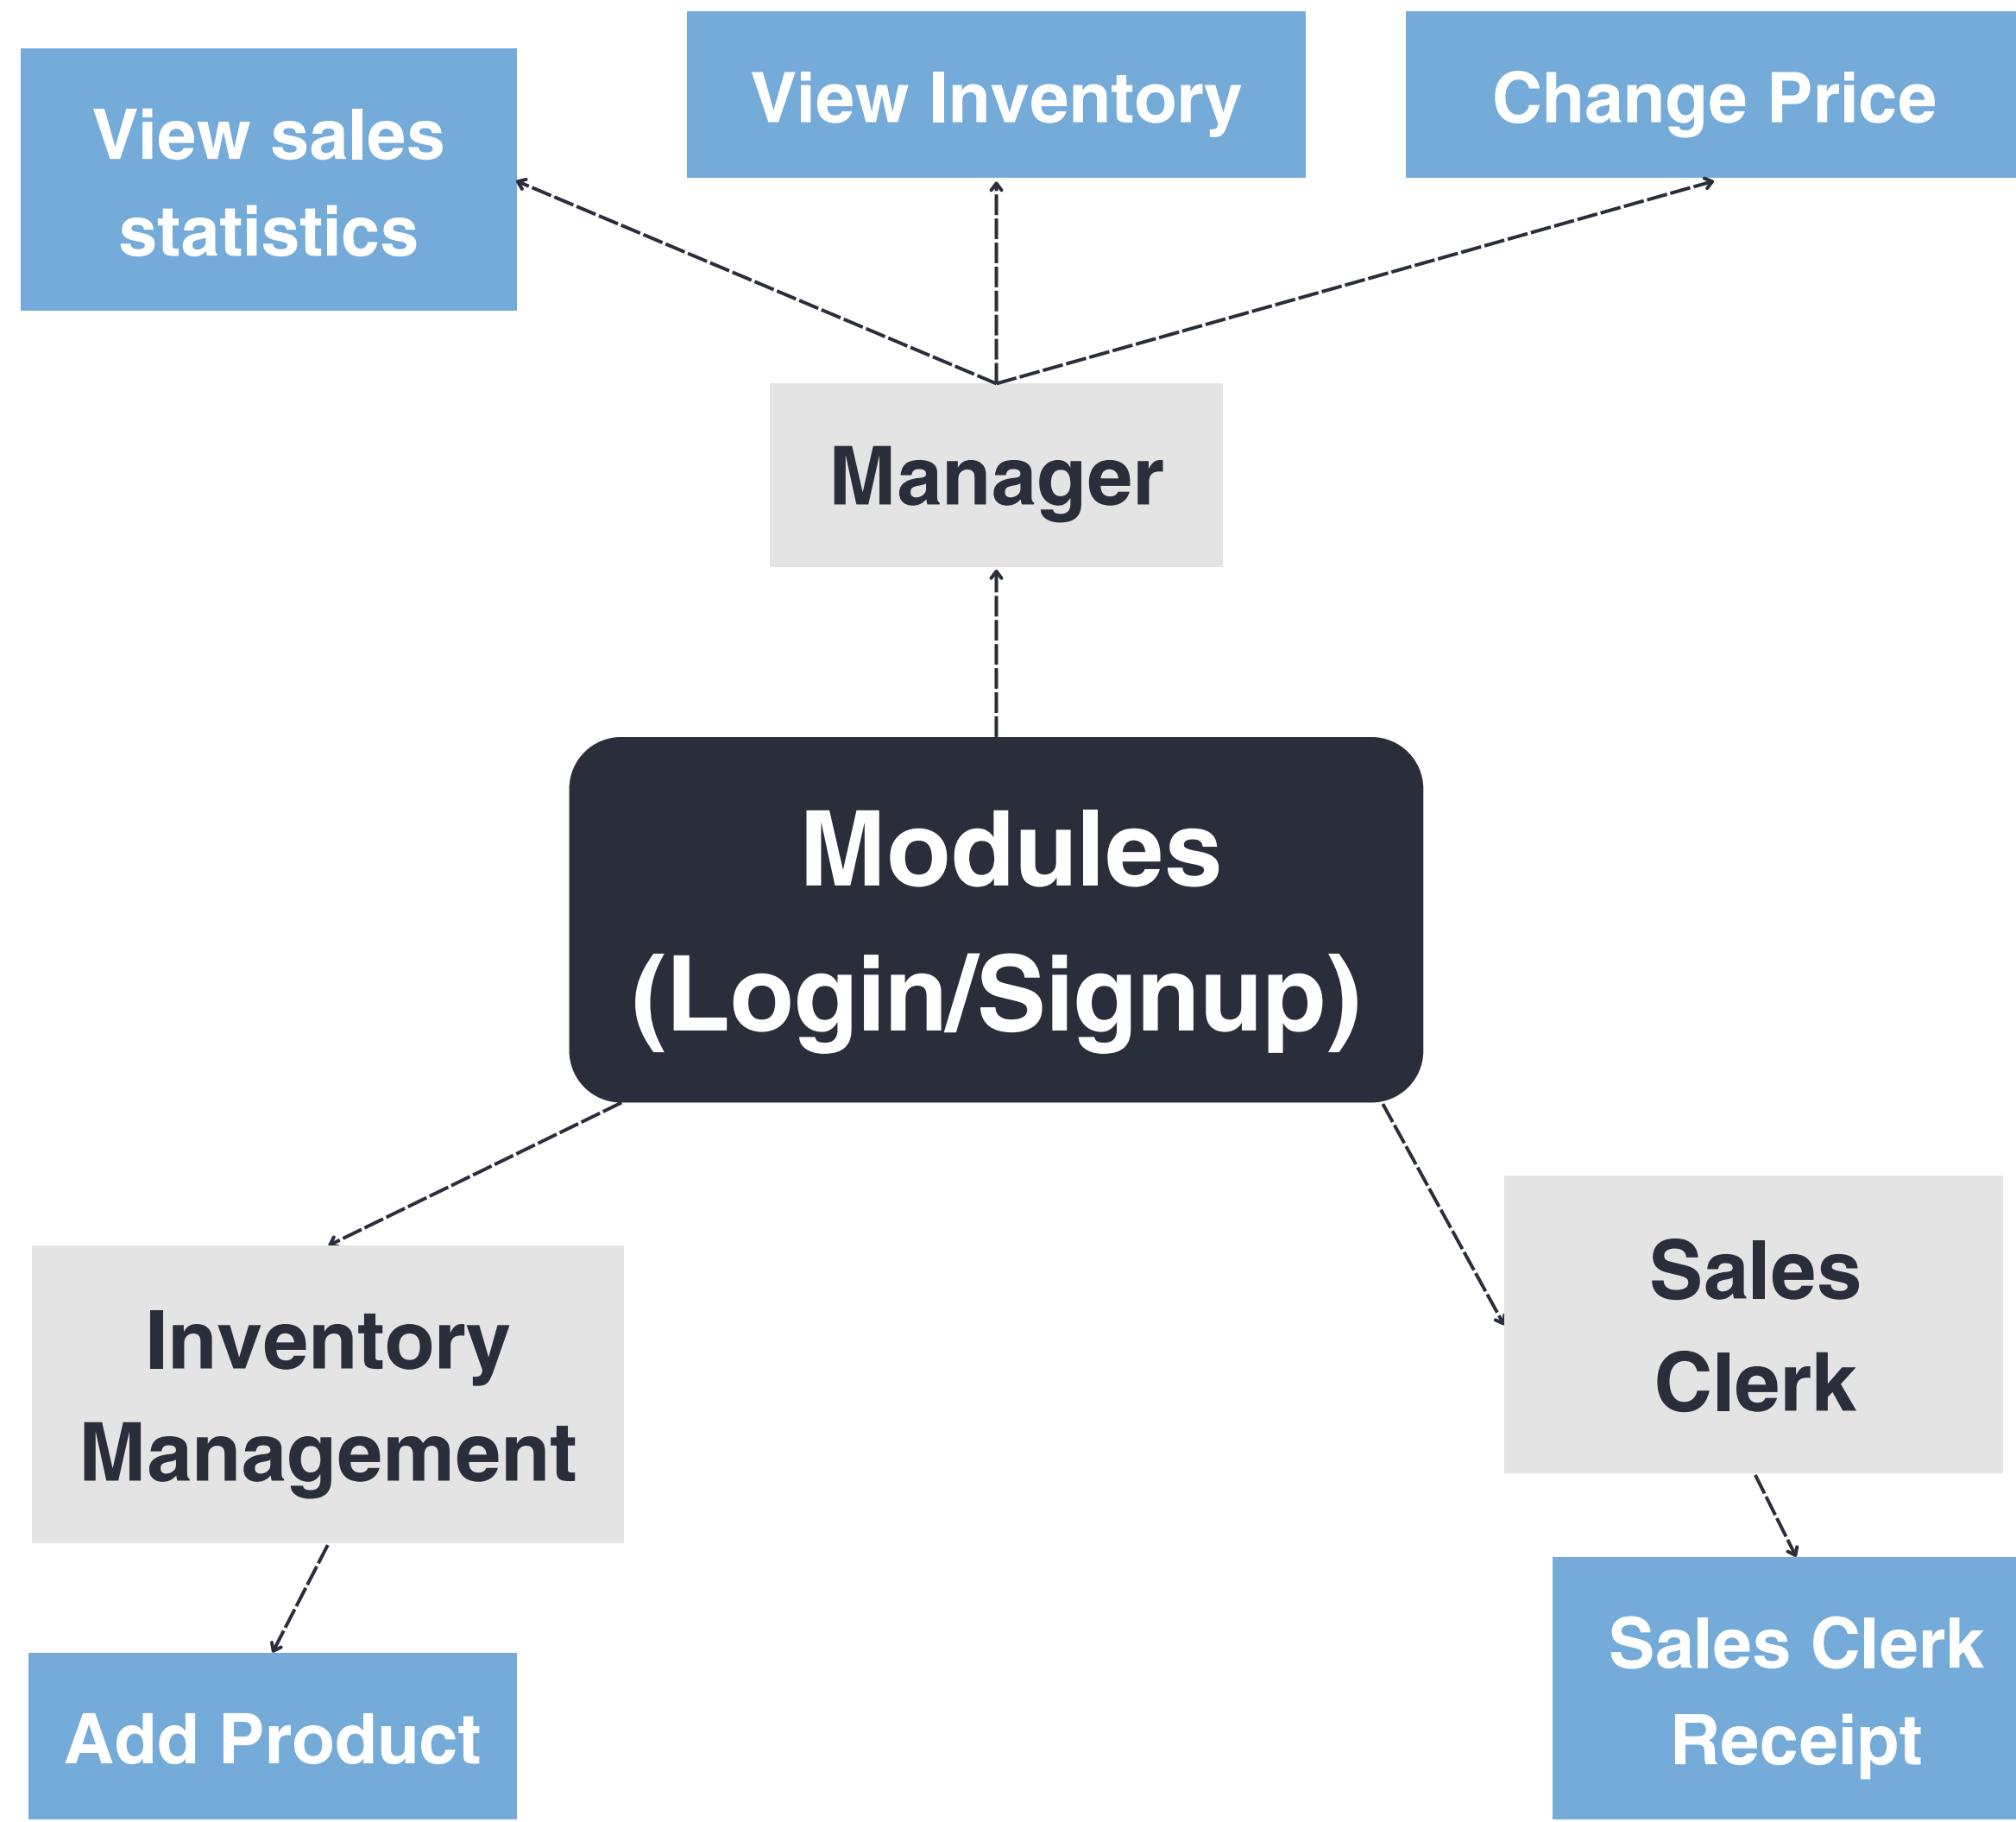 View sales
statistics
View Inventory
Change Price
Manager
Modules
(Login/Signup)
Inventory
Management
Sales
Clerk
Add Product
Sales Clerk
Receipt